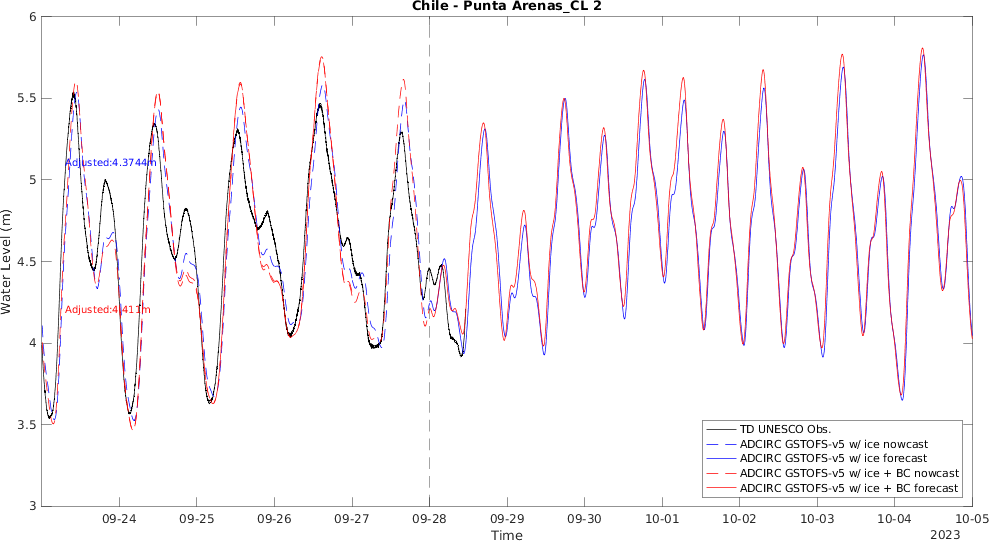 Chile - Punta Arenas_CL 2
Water Level (m)
6
5.5
5
4.5
4
3.5
3
Adjusted:4.3744m
Adjusted:4.411m
TD UNESCO Obs.
ADCIRC GSTOFS-v5 w/ ice nowcast
ADCIRC GSTOFS-v5 w/ ice forecast
ADCIRC GSTOFS-v5 w/ ice + BC nowcast
ADCIRC GSTOFS-v5 w/ ice + BC forecast
09-24 09-25 09-26 09-27 09-28 09-29 09-30 10-01 10-02 10-03 10-04 10-05
Time
2023